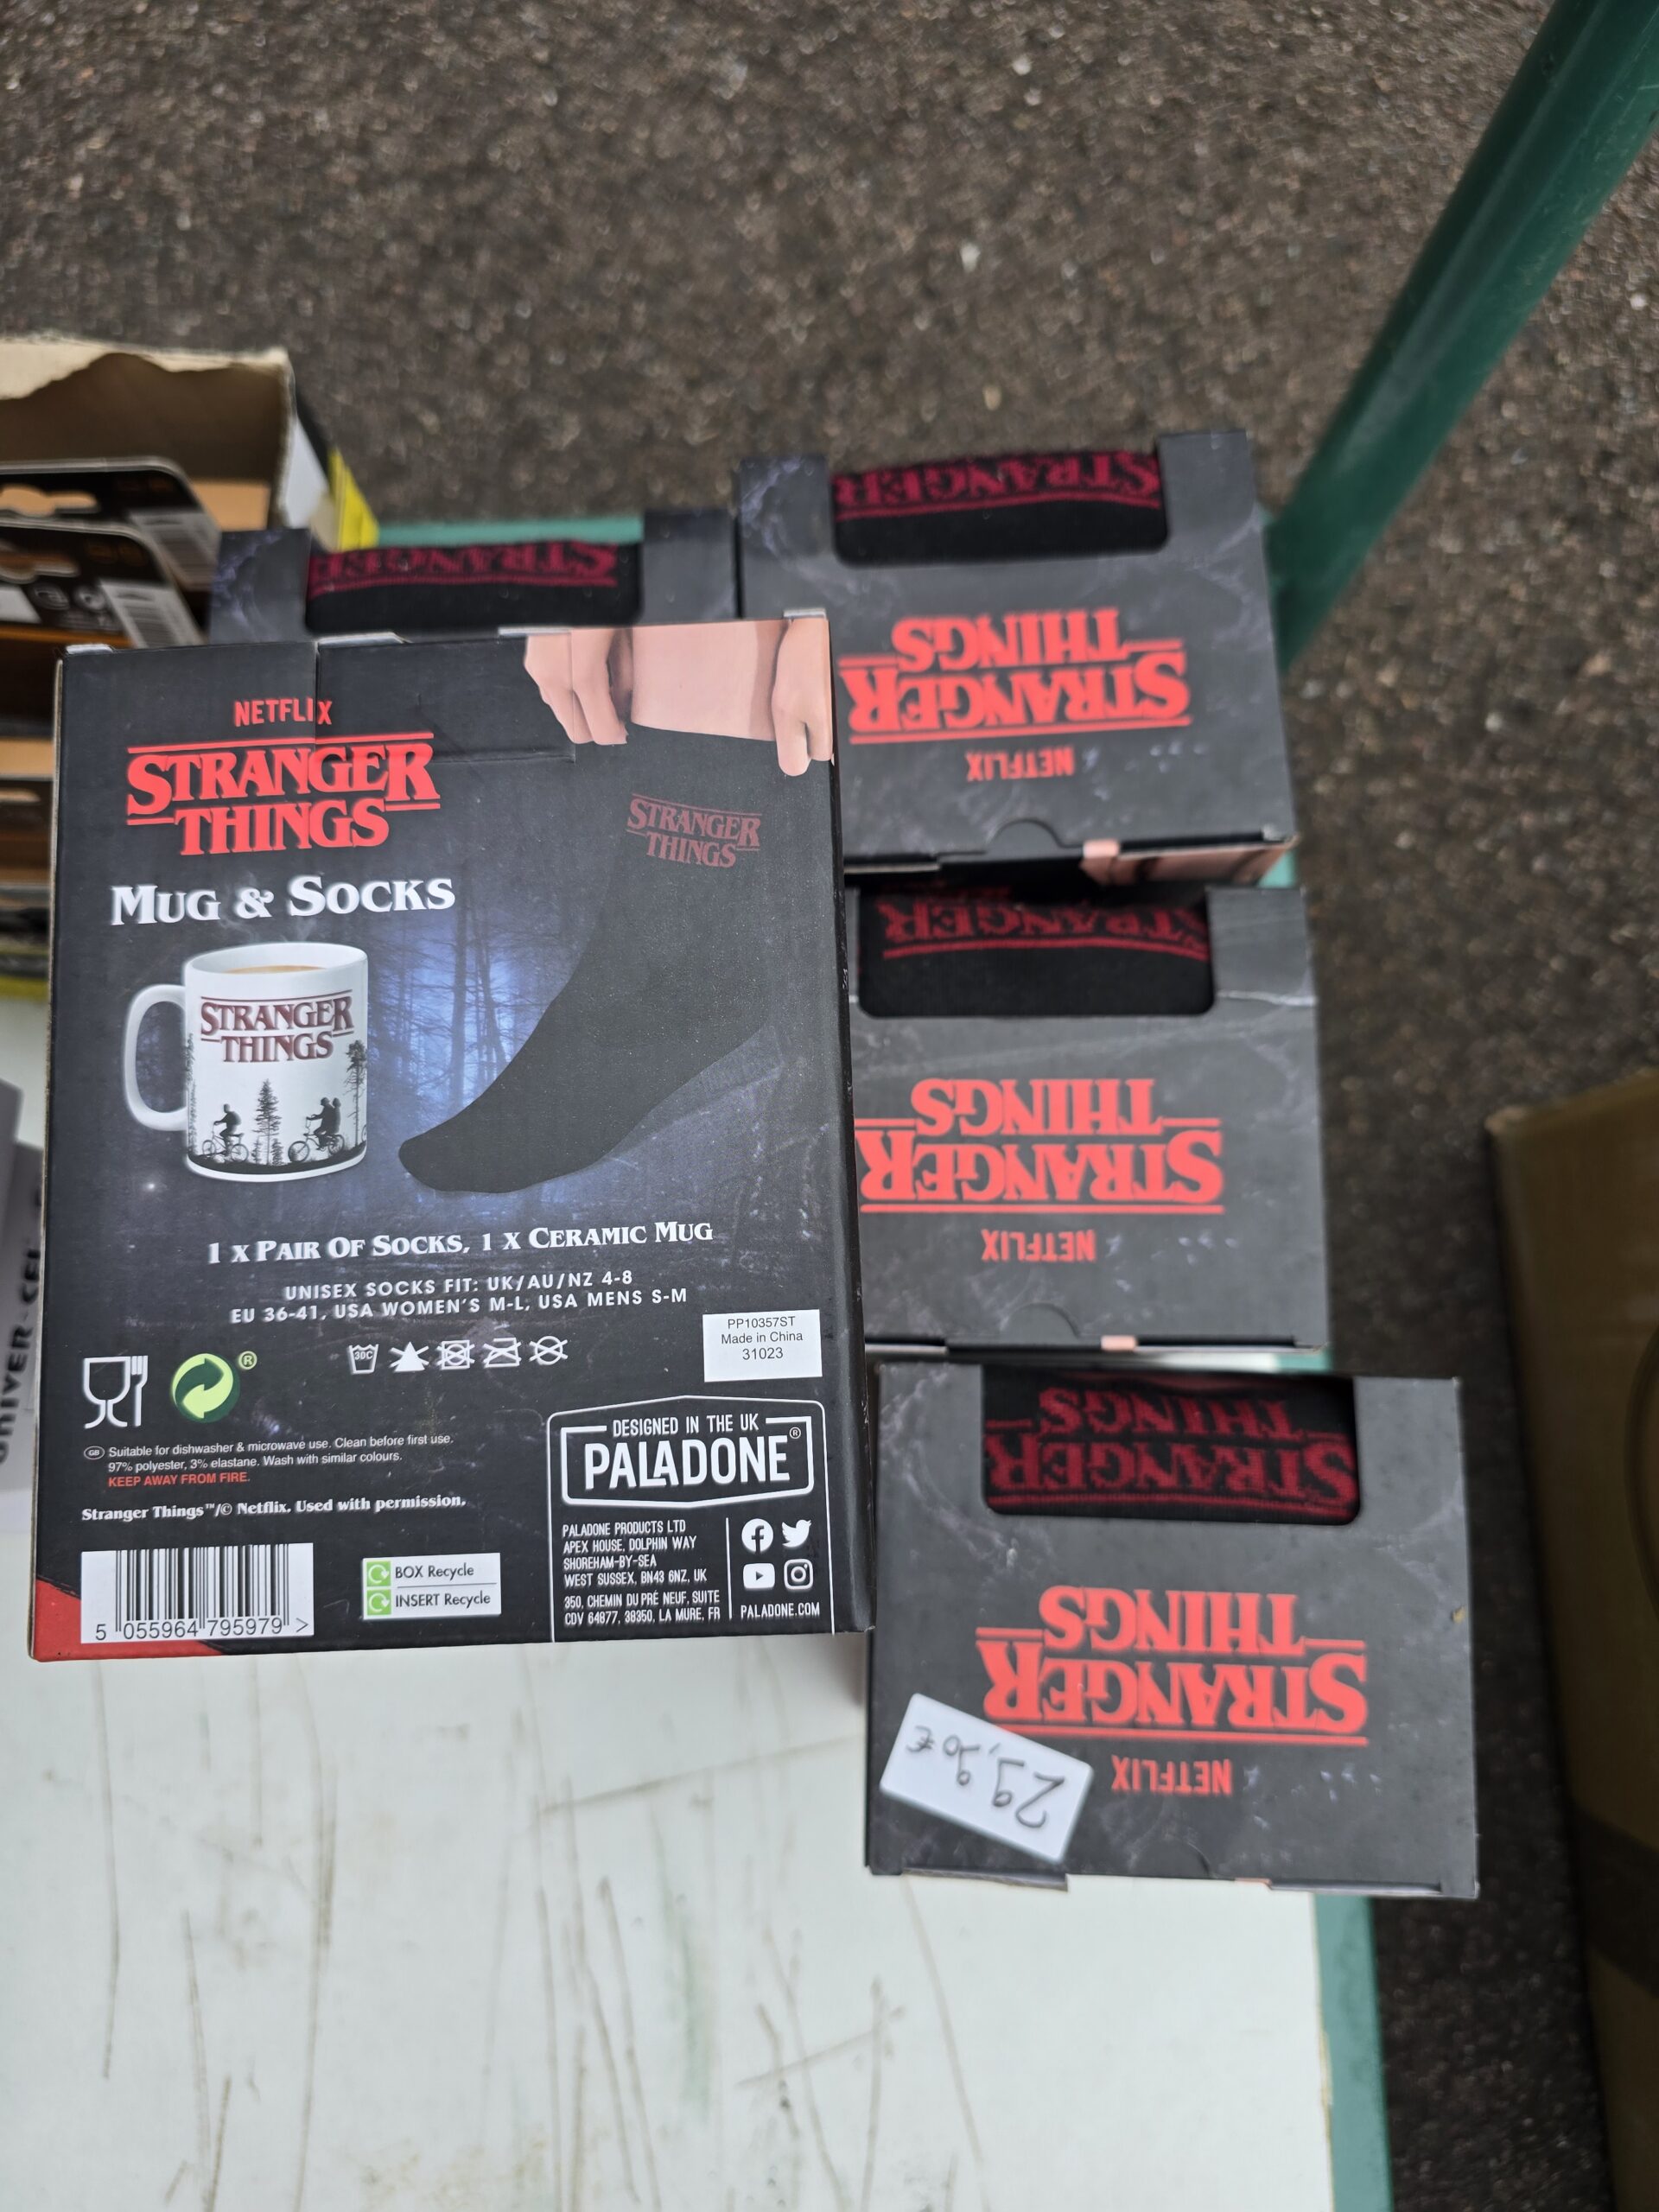 NETFLIX
STRANGER
THINGS
MUG & SOCKS
STRANGER
THINGS
STRANGER
THINGS
1 X PAIR OF SOCKS, 1 X CERAMIC MUG
UNISEX SOCKS FIT: UK/AU/NZ 4-8
EU 36-41, USA WOMEN'S M-L, USA MENS S-M
PP10357ST
Made in China
31023
30C
®
GB Suitable for dishwasher & microwave use. Clean before first use.
97% polyester, 3% elastane. Wash with similar colours.
KEEP AWAY FROM FIRE.
Stranger Things™/© Netflix. Used with permission.
5 055964 795979 >
BOX Recycle
INSERT Recycle
DESIGNED IN THE UK
PALADONE®
PALADONE PRODUCTS LTD
APEX HOUSE, DOLPHIN WAY
SHOREHAM-BY-SEA
WEST SUSSEX, BN43 6NZ, UK
350, CHEMIN DU PRÉ NEUF, SUITE
CDV 64977, 38350, LA MURE, FR
PALADONE.COM
STRANGER
STRANGER
NETFLIX
STRANGER
THINGS
STRANGER
NETFLIX
STRANGER
THINGS
STRANGER
THINGS
NETFLIX
STRANGER
THINGS
29,90€